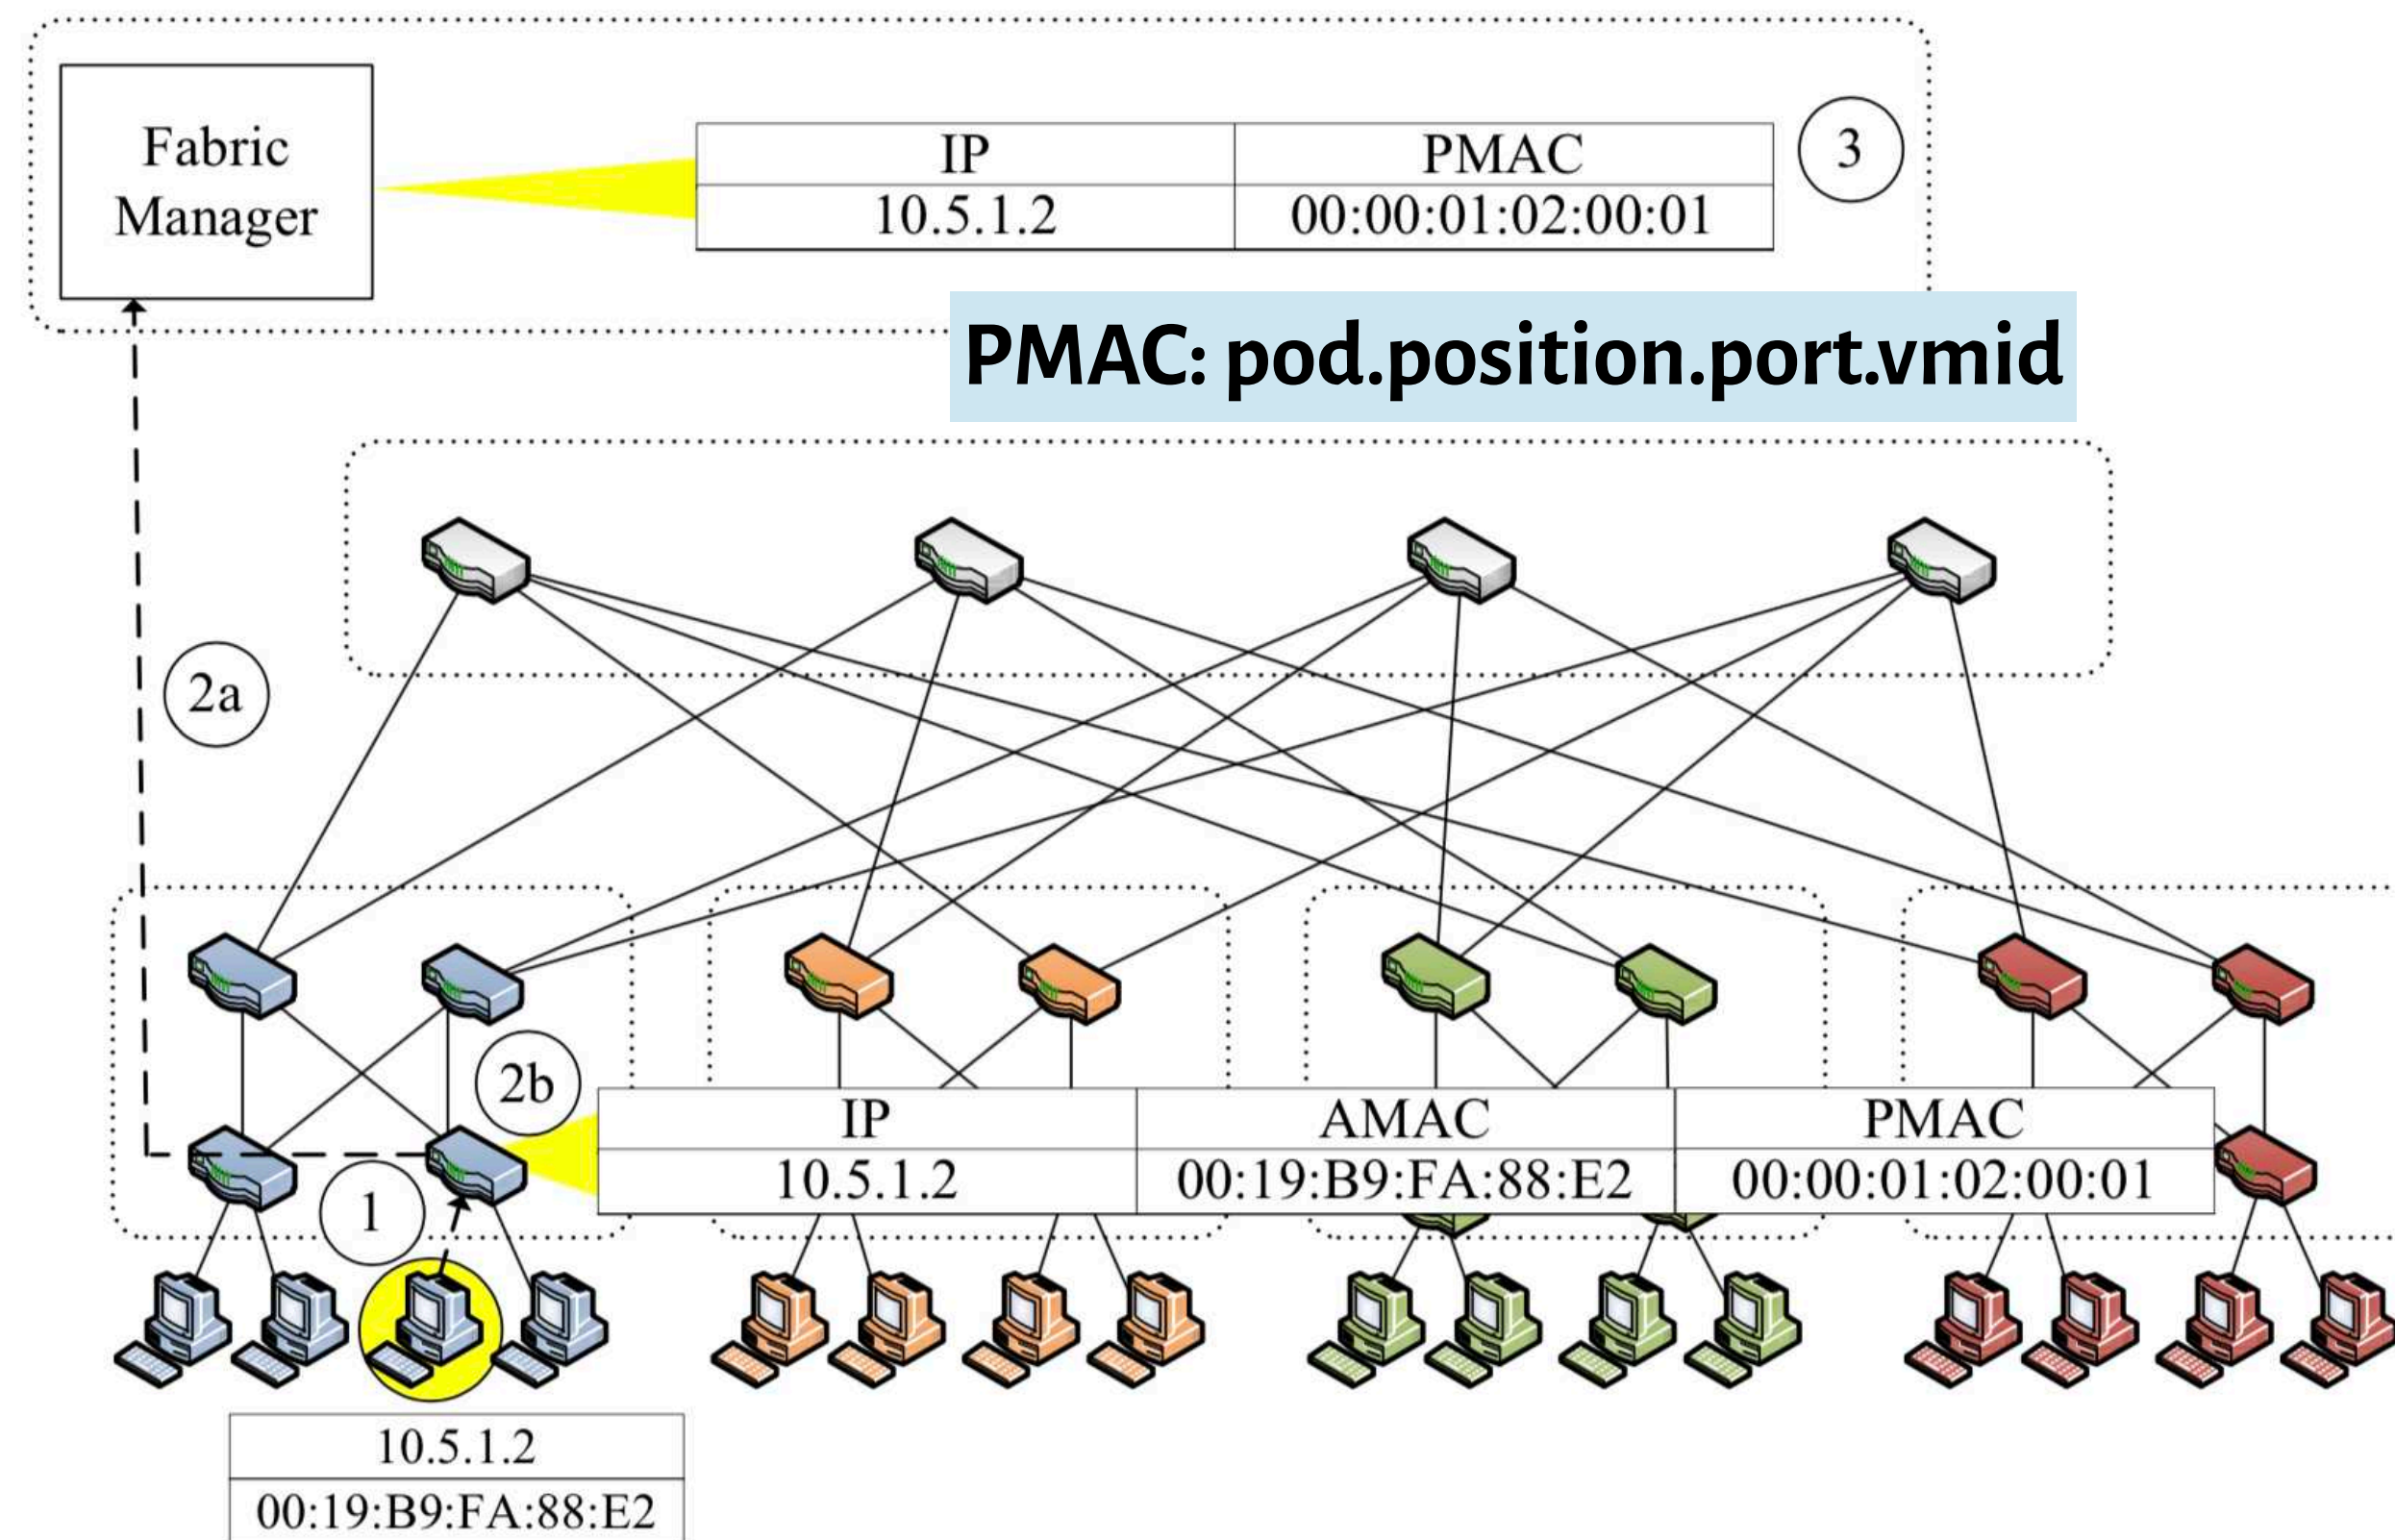 Fabric
Manager
IP PMAC
10.5.1.2 00:00:01:02:00:01
3
PMAC: pod.position.port.vmid
2a
2b
IP AMAC PMAC
10.5.1.2 00:19:B9:FA:88:E2 00:00:01:02:00:01
1
10.5.1.2
00:19:B9:FA:88:E2